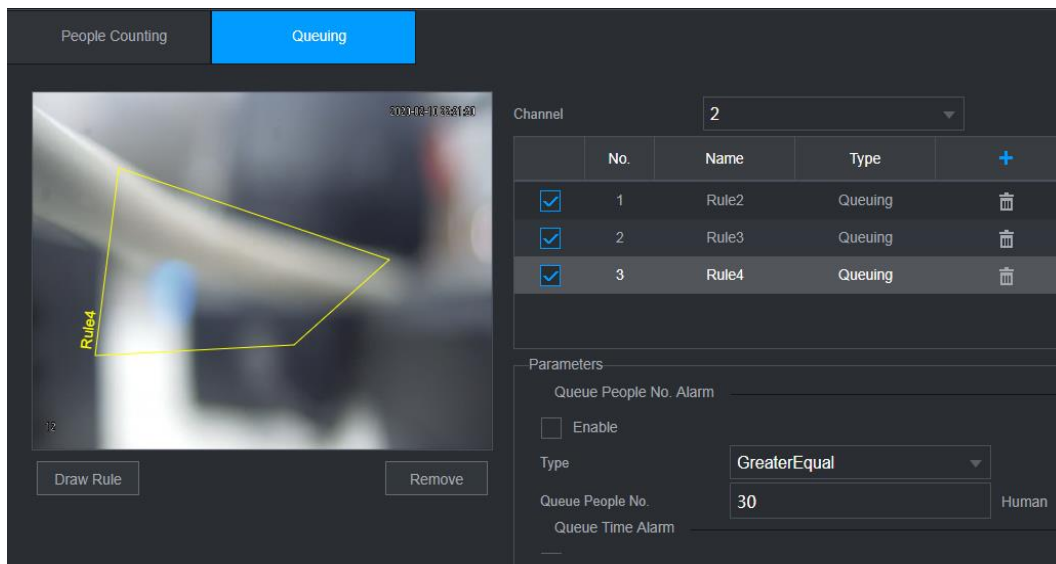 People Counting
Queuing
Channel
2
No. Name Type +
1 Rule2 Queuing
2 Rule3 Queuing
3 Rule4 Queuing
Rule4
12
Draw Rule
Remove
Parameters
Queue People No. Alarm
Enable
Type GreaterEqual
Queue People No. 30 Human
Queue Time Alarm